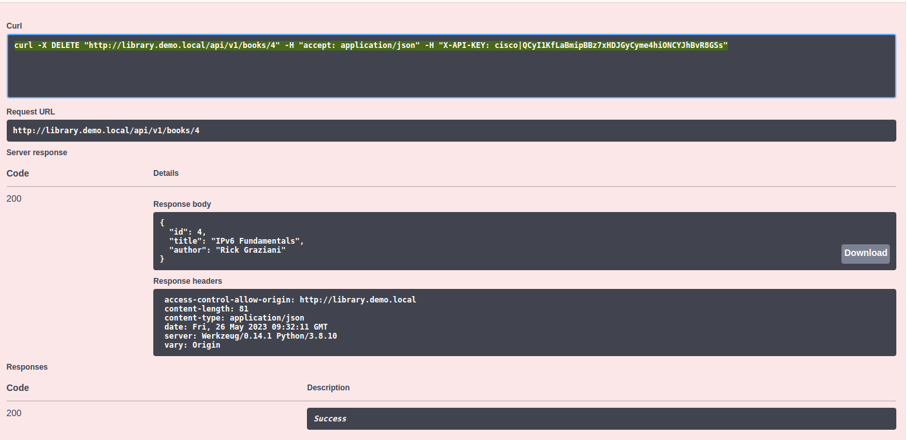 Curl
curl -X DELETE "http://library.demo.local/api/v1/books/4" -H "accept: application/json" -H "X-API-KEY: cisco|QCyI1KfLaBmipBBz7xHDJGyCyme4hiONCYJhBvR8GSs"
Request URL
http://library.demo.local/api/v1/books/4
Server response
Code Details
200
Response body
{
"id": 4,
"title": "IPv6 Fundamentals",
"author": "Rick Graziani"
}
Download
Response headers
access-control-allow-origin: http://library.demo.local
content-length: 81
content-type: application/json
date: Fri, 26 May 2023 09:32:11 GMT
server: Werkzeug/0.14.1 Python/3.8.10
vary: Origin
Responses
Code Description
200
Success